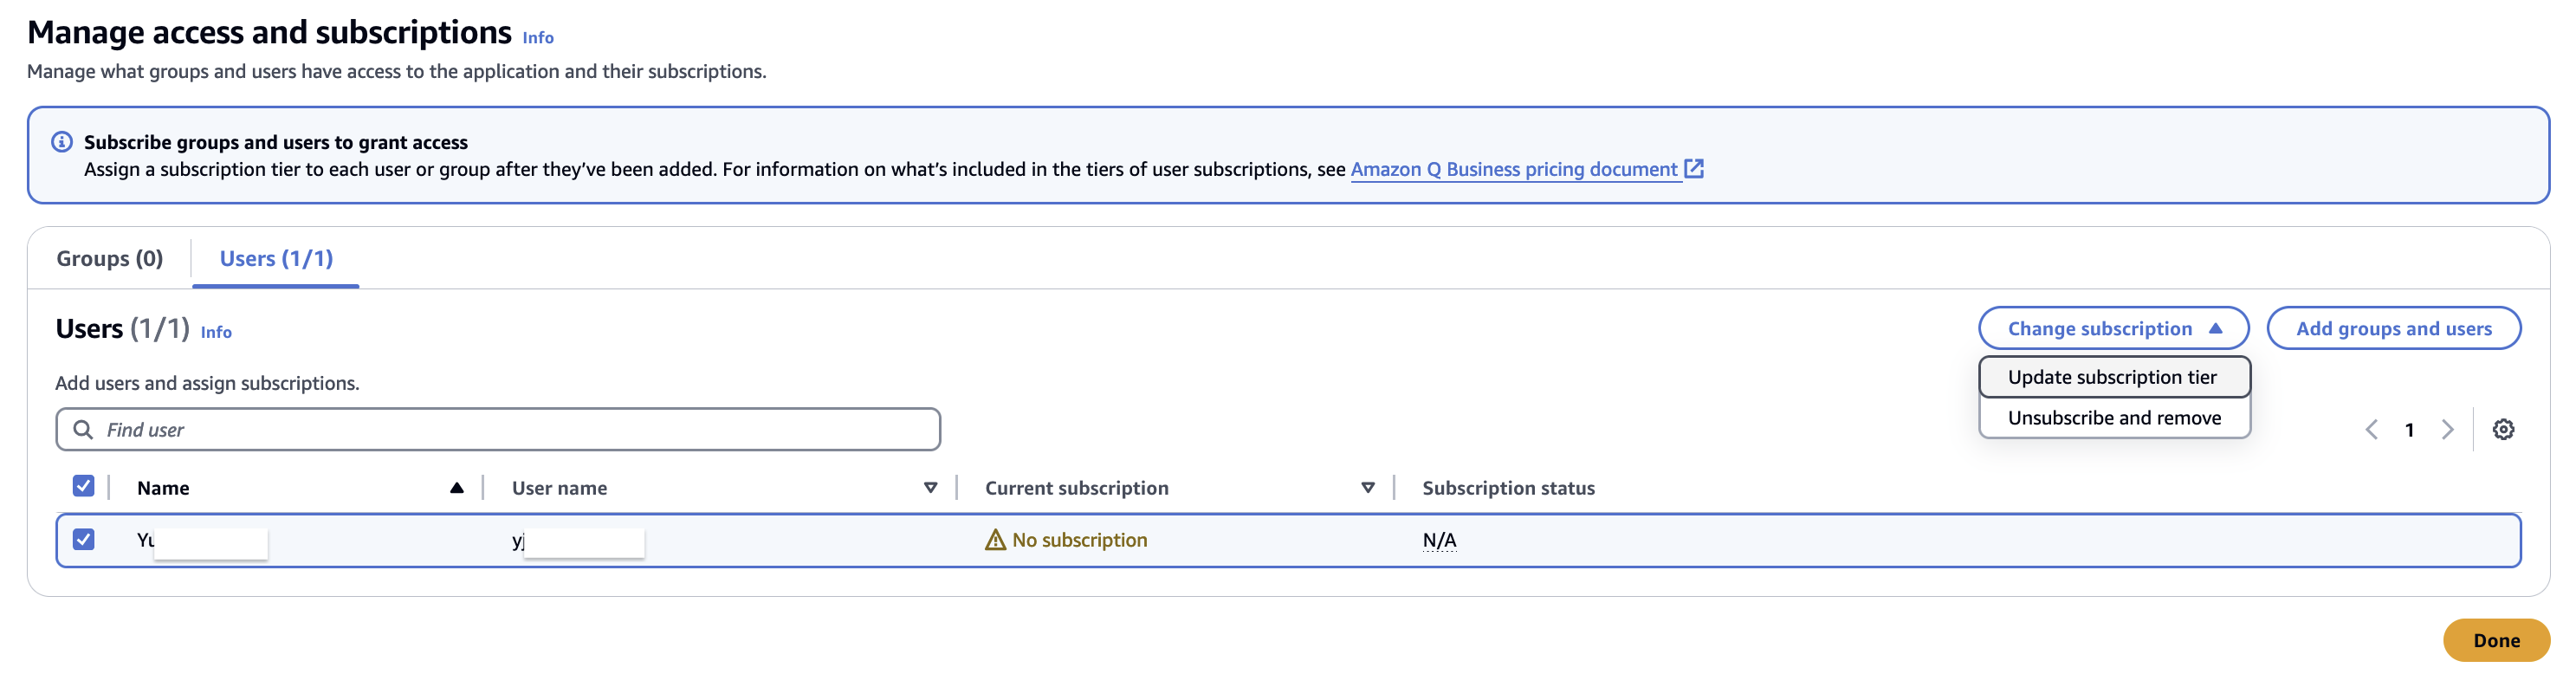 Manage access and subscriptions Info
Manage what groups and users have access to the application and their subscriptions.
Subscribe groups and users to grant access
Assign a subscription tier to each user or group after they’ve been added. For information on what’s included in the tiers of user subscriptions, see Amazon Q Business pricing document
Groups (0) Users (1/1)
Users (1/1) Info
Change subscription Add groups and users
Update subscription tier
Unsubscribe and remove
Add users and assign subscriptions.
Find user
1
Name User name Current subscription Subscription status
Yu yj No subscription N/A
Done